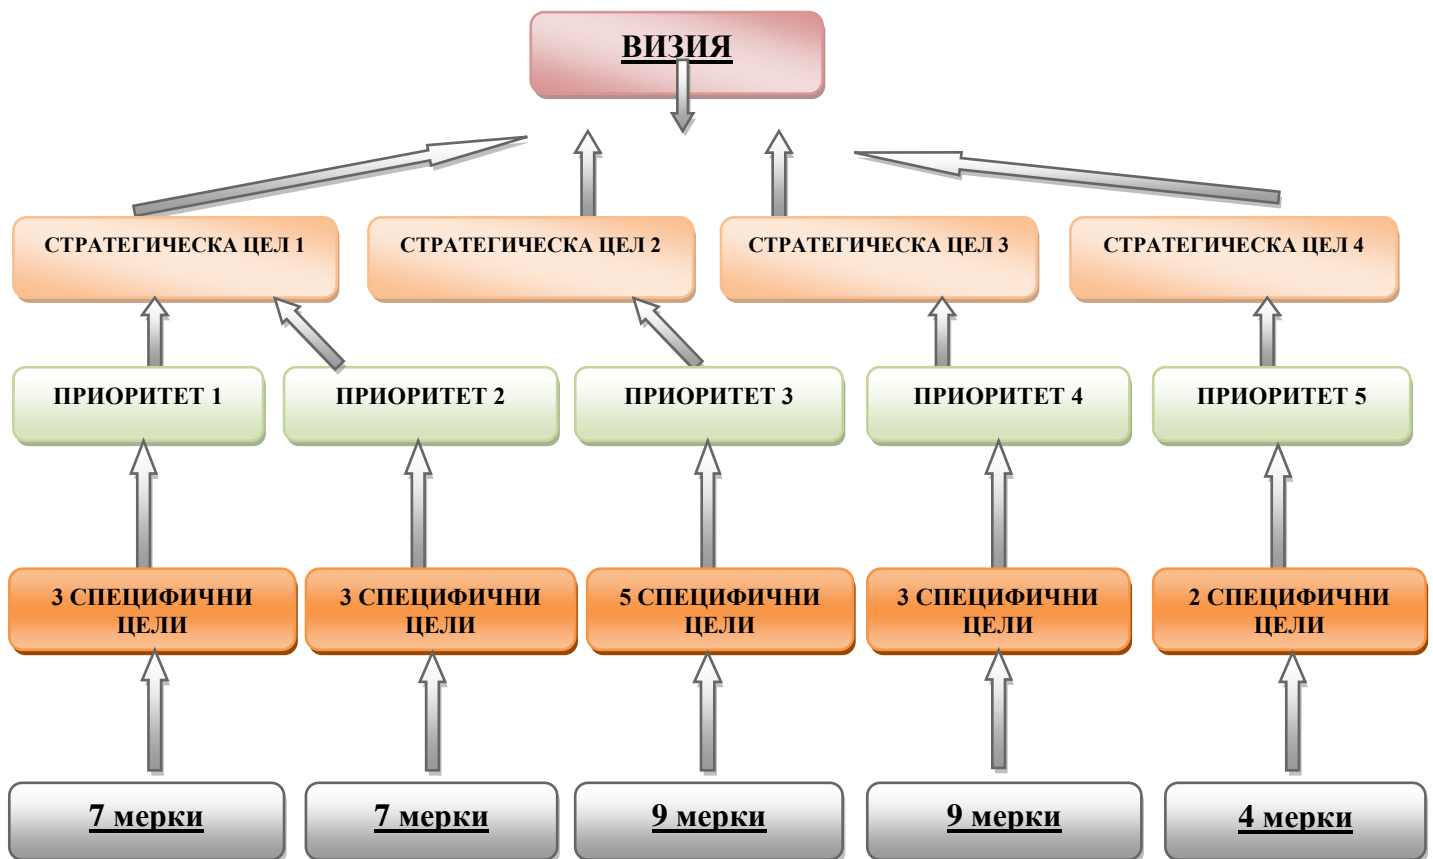 ВИЗИЯ
СТРАТЕГИЧЕСКА ЦЕЛ 1
СТРАТЕГИЧЕСКА ЦЕЛ 2
СТРАТЕГИЧЕСКА ЦЕЛ 3
СТРАТЕГИЧЕСКА ЦЕЛ 4
ПРИОРИТЕТ 1
ПРИОРИТЕТ 2
ПРИОРИТЕТ 3
ПРИОРИТЕТ 4
ПРИОРИТЕТ 5
3 СПЕЦИФИЧНИ
ЦЕЛИ
3 СПЕЦИФИЧНИ
ЦЕЛИ
5 СПЕЦИФИЧНИ
ЦЕЛИ
3 СПЕЦИФИЧНИ
ЦЕЛИ
2 СПЕЦИФИЧНИ
ЦЕЛИ
7 мерки
7 мерки
9 мерки
9 мерки
4 мерки